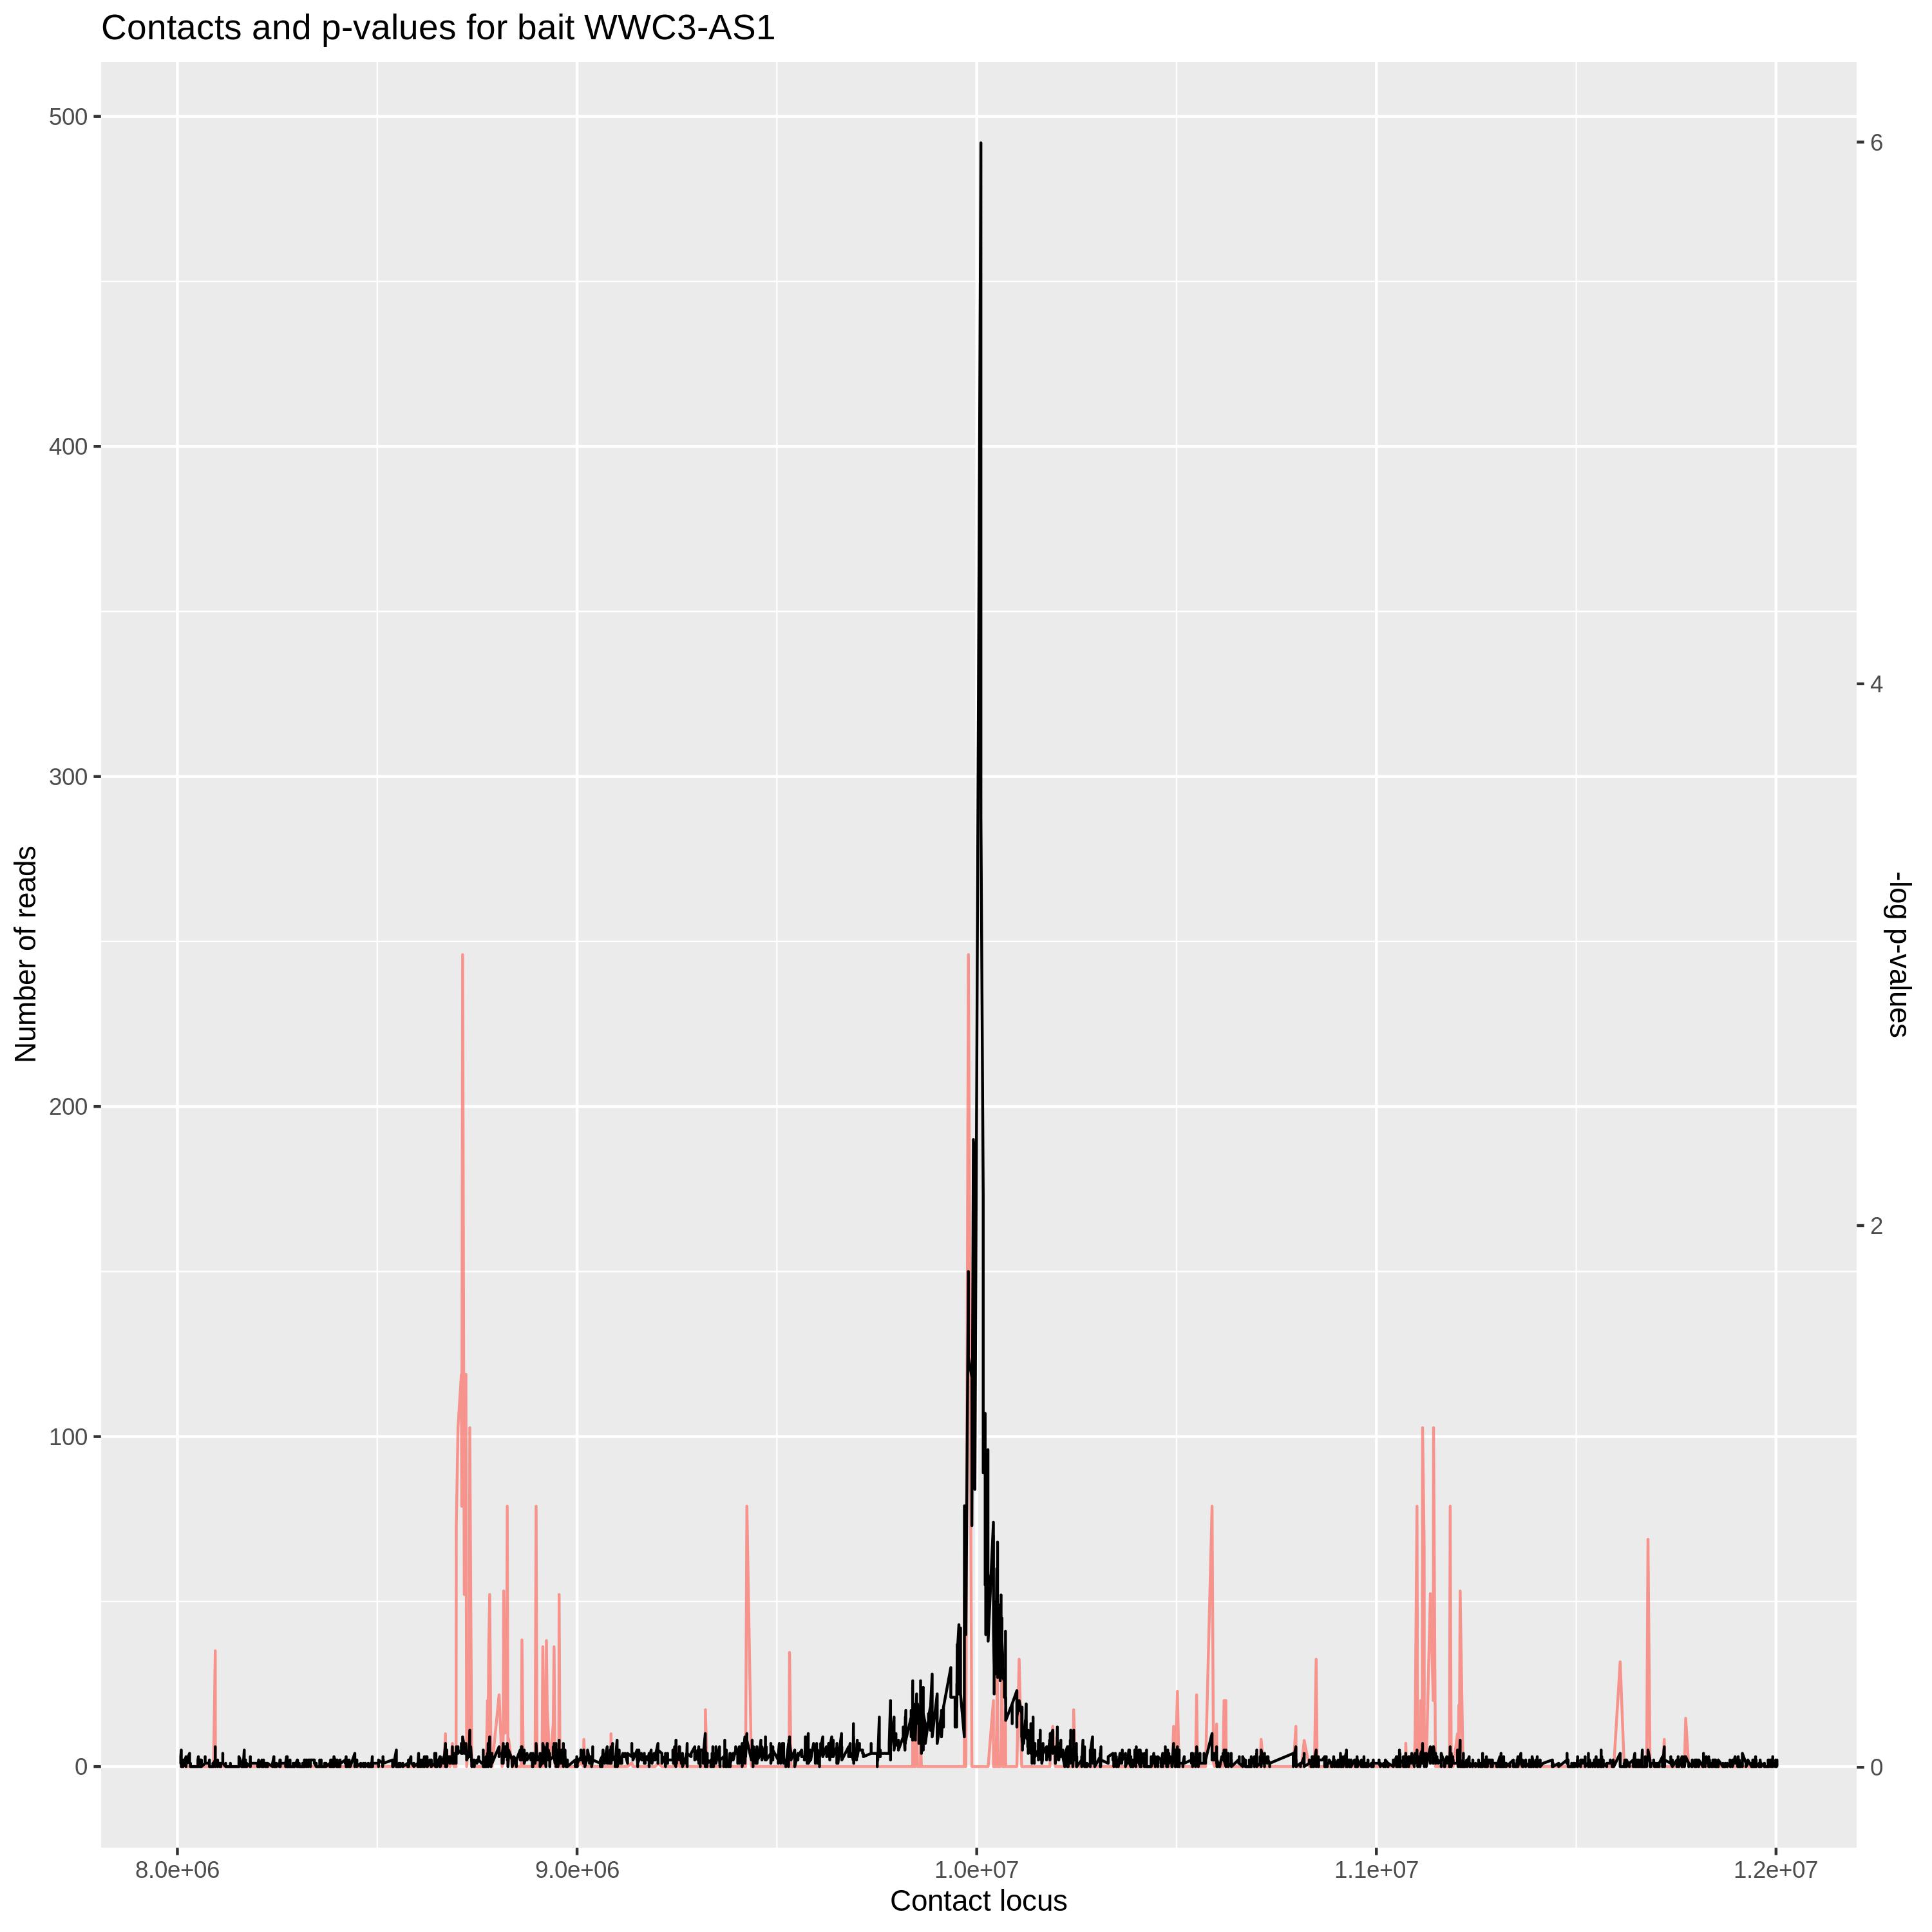 Contacts and p-values for bait WWC3-AS1
500
400
300
200
100
0
Number of reads
6
4
2
0
-log p-values
8.0e+06 9.0e+06 1.0e+07 1.1e+07 1.2e+07
Contact locus